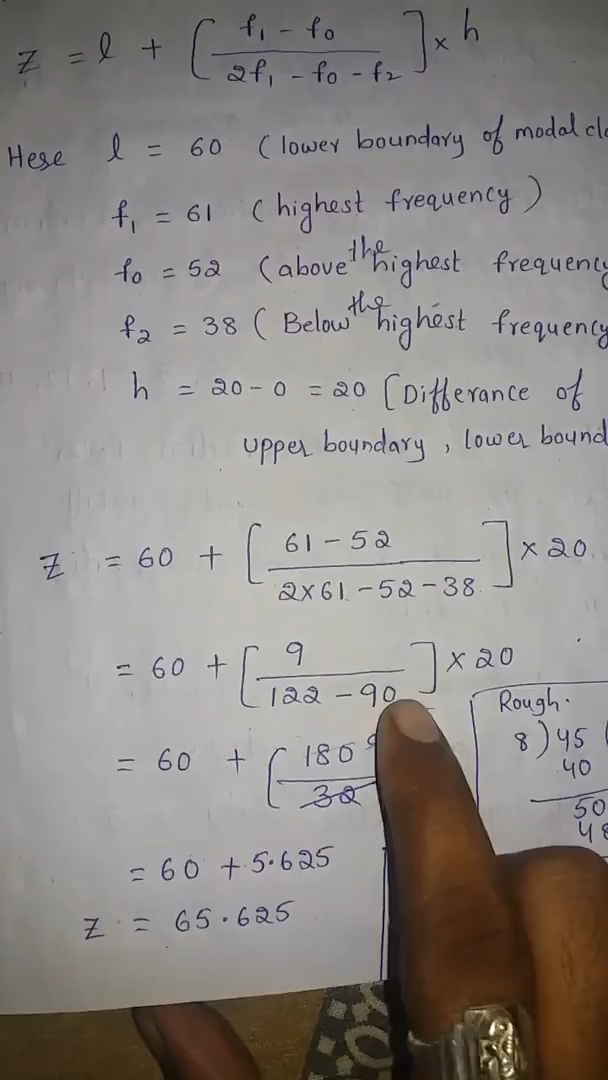 Z = l + [ f₁ - f₀ / 2f₁ - f₀ - f₂ ] × h
Here l = 60 (lower boundary of modal
f₁ = 61 (highest frequency)
f₀ = 52 (above the highest frequency
f₂ = 38 (Below the highest frequency
h = 20 - 0 = 20 [Differance of
upper boundary, lower bound
Z = 60 + [ 61 - 52 / 2×61 - 52 - 38 ] × 20
= 60 + [ 9 / 122 - 90 ] × 20
Rough.
= 60 + [ 180 / 32
8 ) 45 (
40
50
48
= 60 + 5.625
Z = 65.625